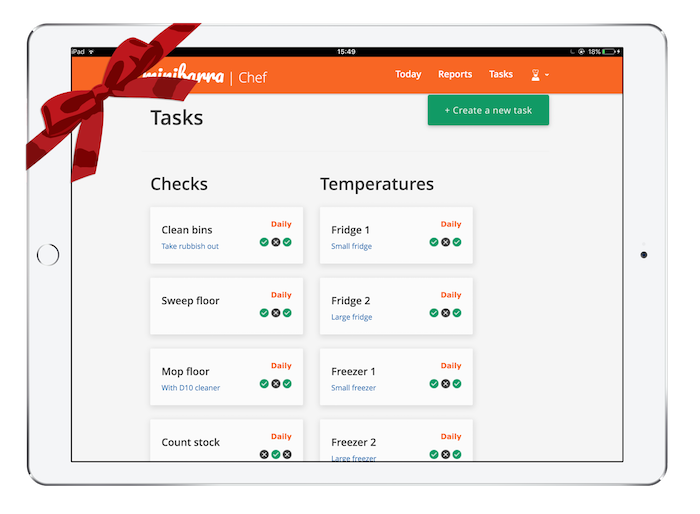 iPad 15:49 18%
minibarra | Chef Today Reports Tasks
Tasks
+ Create a new task
Checks
Temperatures
Clean bins Daily
Take rubbish out
Fridge 1 Daily
Small fridge
Sweep floor Daily
Fridge 2 Daily
Large fridge
Mop floor Daily
With D10 cleaner
Freezer 1 Daily
Small freezer
Count stock Daily
Freezer 2 Daily
Large freezer